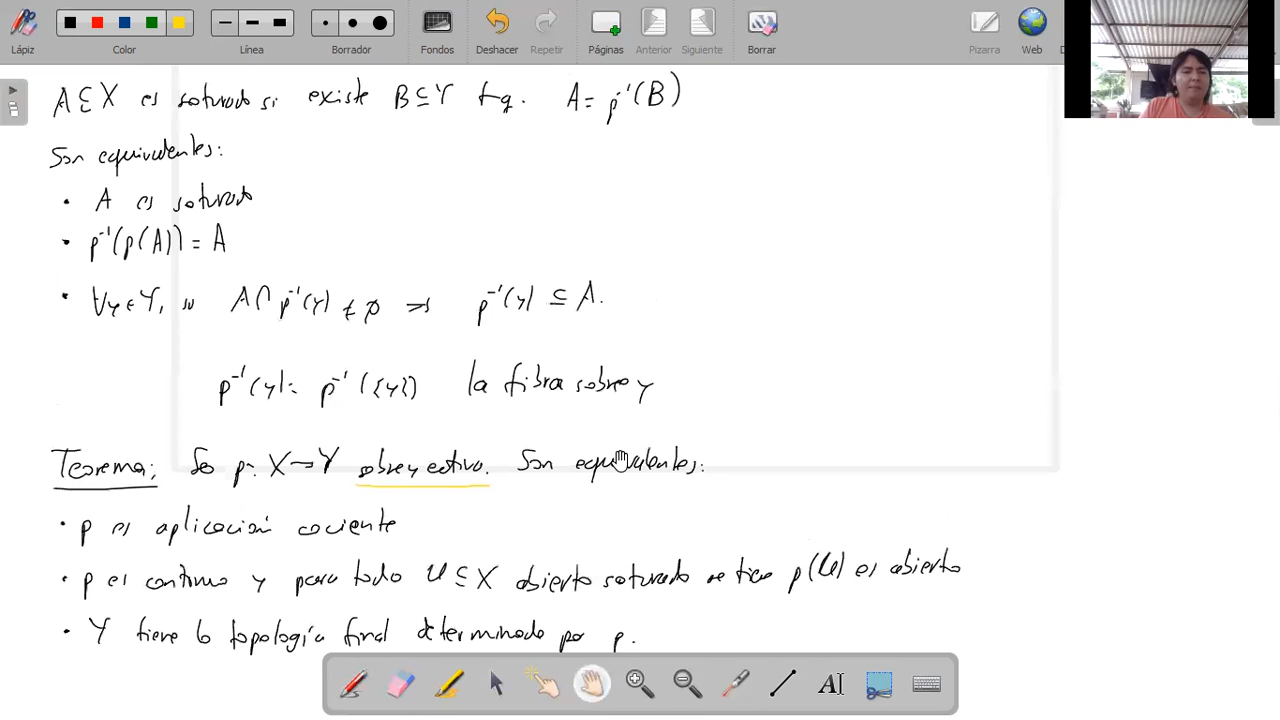 Lápiz
Color
Línea
Borrador
Fondos
Deshacer
Repetir
Páginas
Anterior
Siguiente
Borrar
Pizarra
Web
A ⊆ X es saturado si existe B ⊆ Y tq. A = p⁻¹(B)
Son equivalentes:
• A es saturado
• p⁻¹(p(A)) = A
• ∀y ∈ Y, si A ∩ p⁻¹(y) ≠ ∅ ⇒ p⁻¹(y) ⊆ A.
p⁻¹(y) = p⁻¹({y}) la fibra sobre y
Teorema: Sea p: X → Y sobreyectiva. Son equivalentes:
• p es aplicación cociente
• p es continua y para todo U ⊆ X abierto saturado se tiene p(U) es abierto
• Y tiene la topología final determinada por p.
AI